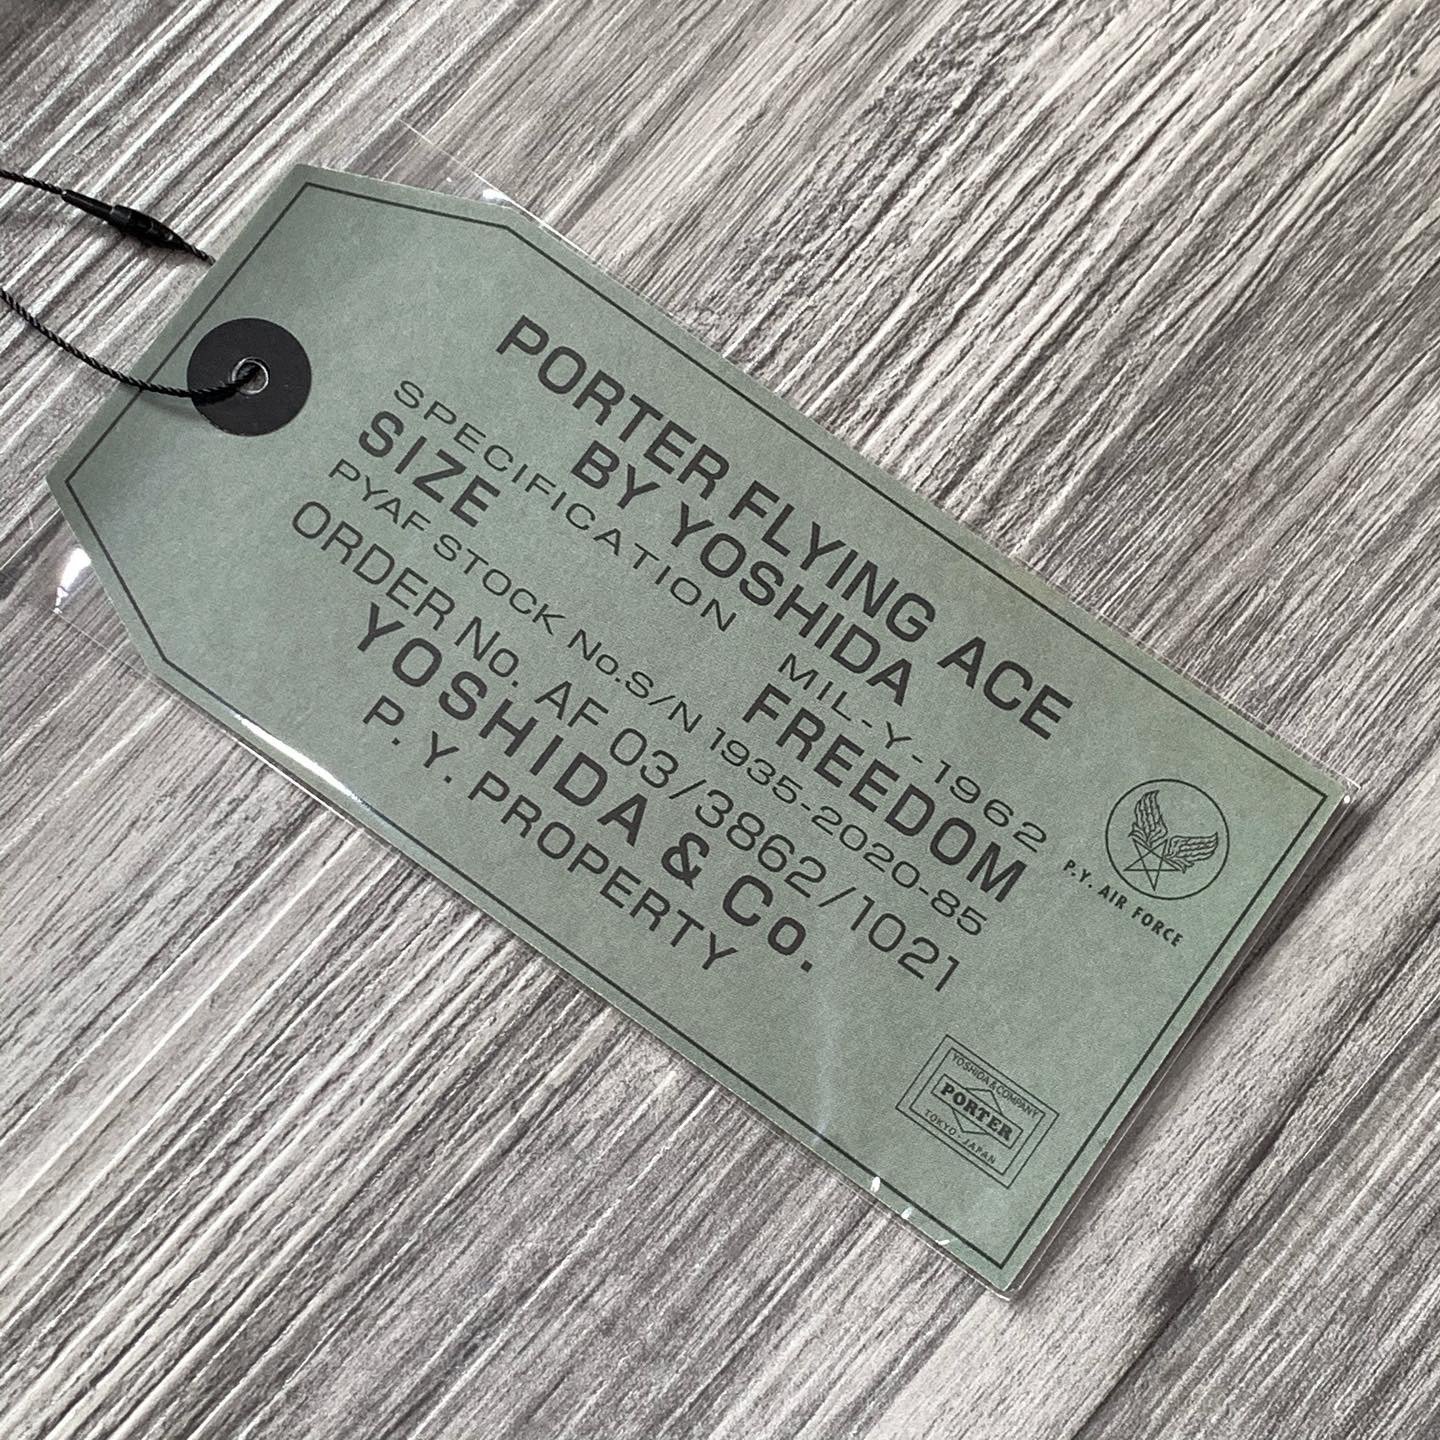 PORTER FLYING ACE
BY YOSHIDA
SPECIFICATION MIL-Y-1962
SIZE FREEDOM
PYAF STOCK No.S/N 1935-2020-85
ORDER No. AF 03/3862/1021
YOSHIDA & Co.
P. Y. PROPERTY
P.Y. AIR FORCE
YOSHIDA & COMPANY
PORTER
TOKYO-JAPAN